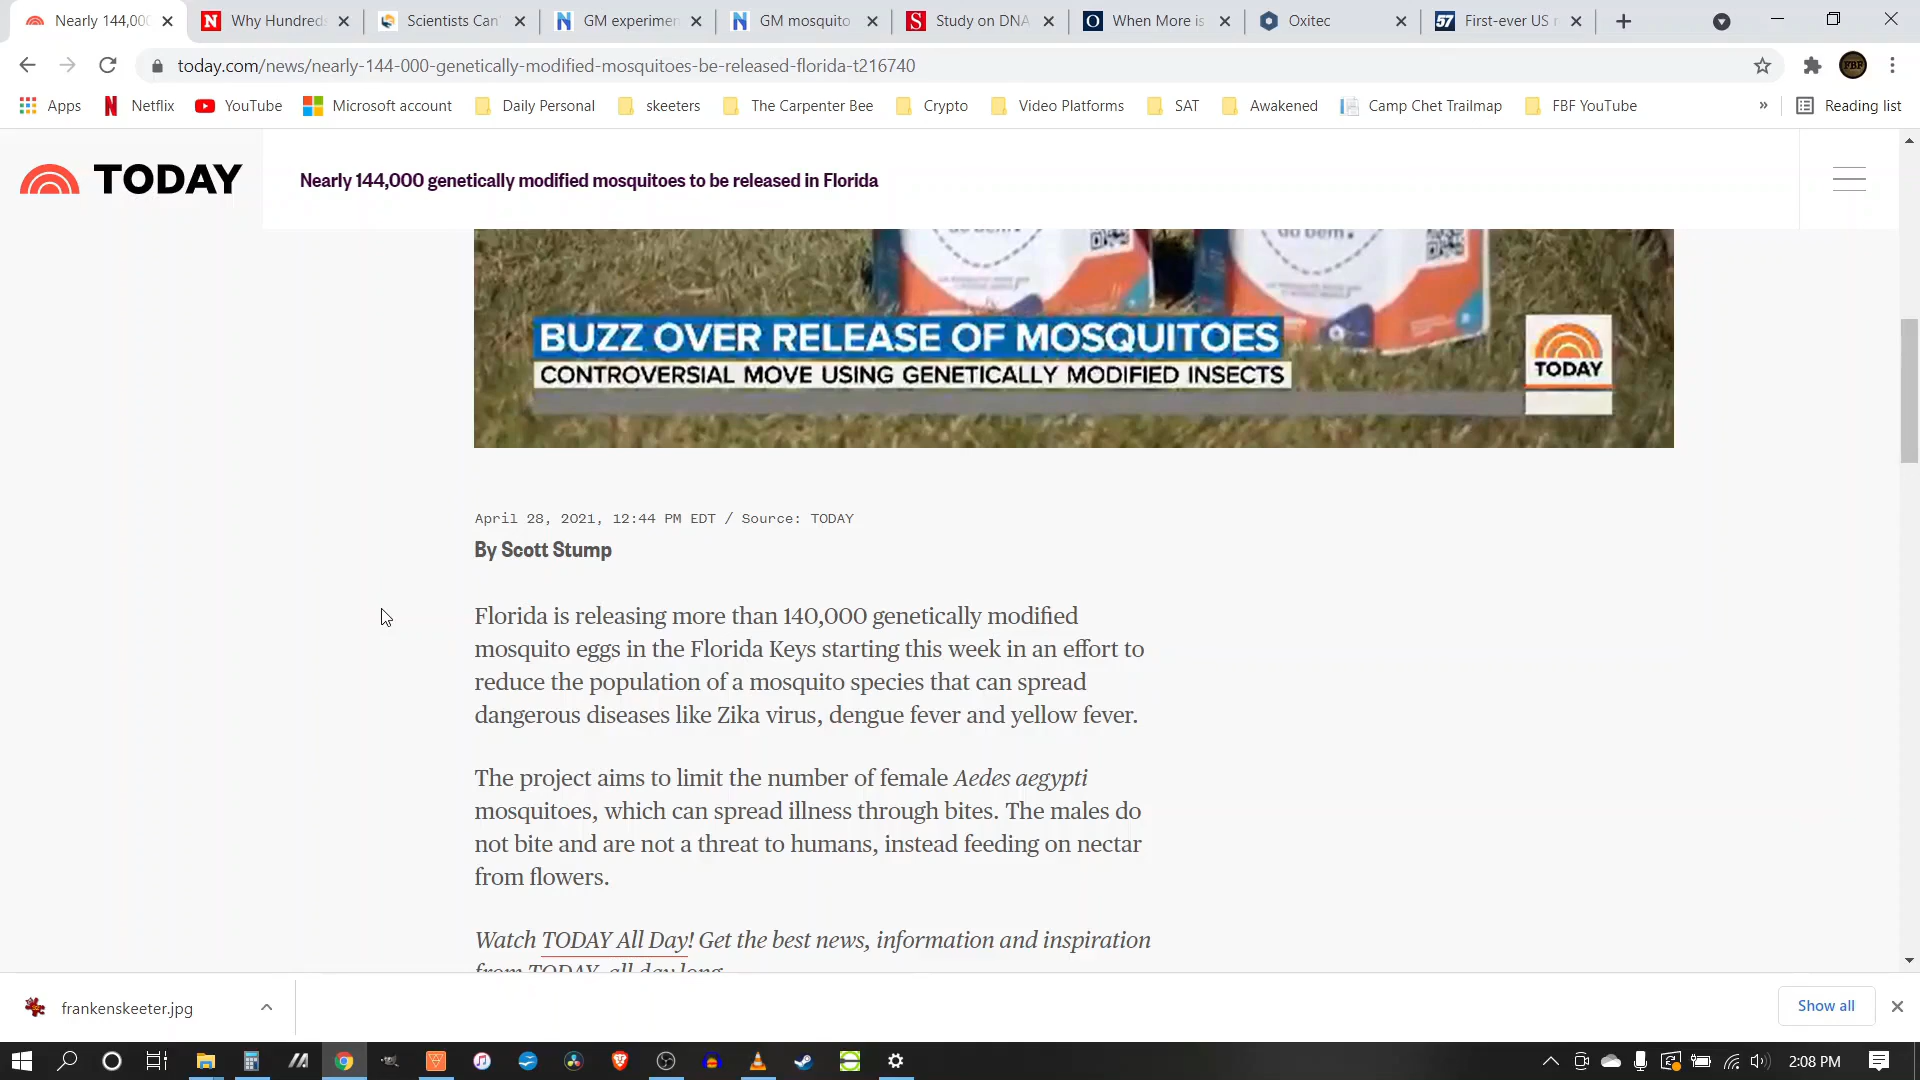 Nearly 144,000
Why Hundreds
Scientists Can'
GM experimen
GM mosquito
Study on DNA
When More is
Oxitec
57
First-ever US
today.com/news/nearly-144-000-genetically-modified-mosquitoes-be-released-florida-t216740
FBF
Apps
Netflix
YouTube
Microsoft account
Daily Personal
skeeters
The Carpenter Bee
Crypto
Video Platforms
SAT
Awakened
Camp Chet Trailmap
FBF YouTube
»
Reading list
TODAY
Nearly 144,000 genetically modified mosquitoes to be released in Florida
do bem.
do bem.
BUZZ OVER RELEASE OF MOSQUITOES
CONTROVERSIAL MOVE USING GENETICALLY MODIFIED INSECTS
TODAY
April 28, 2021, 12:44 PM EDT / Source: TODAY
By Scott Stump
Florida is releasing more than 140,000 genetically modified
mosquito eggs in the Florida Keys starting this week in an effort to
reduce the population of a mosquito species that can spread
dangerous diseases like Zika virus, dengue fever and yellow fever.
The project aims to limit the number of female Aedes aegypti
mosquitoes, which can spread illness through bites. The males do
not bite and are not a threat to humans, instead feeding on nectar
from flowers.
Watch TODAY All Day! Get the best news, information and inspiration
from TODAY, all day long
frankenskeeter.jpg
Show all
2:08 PM